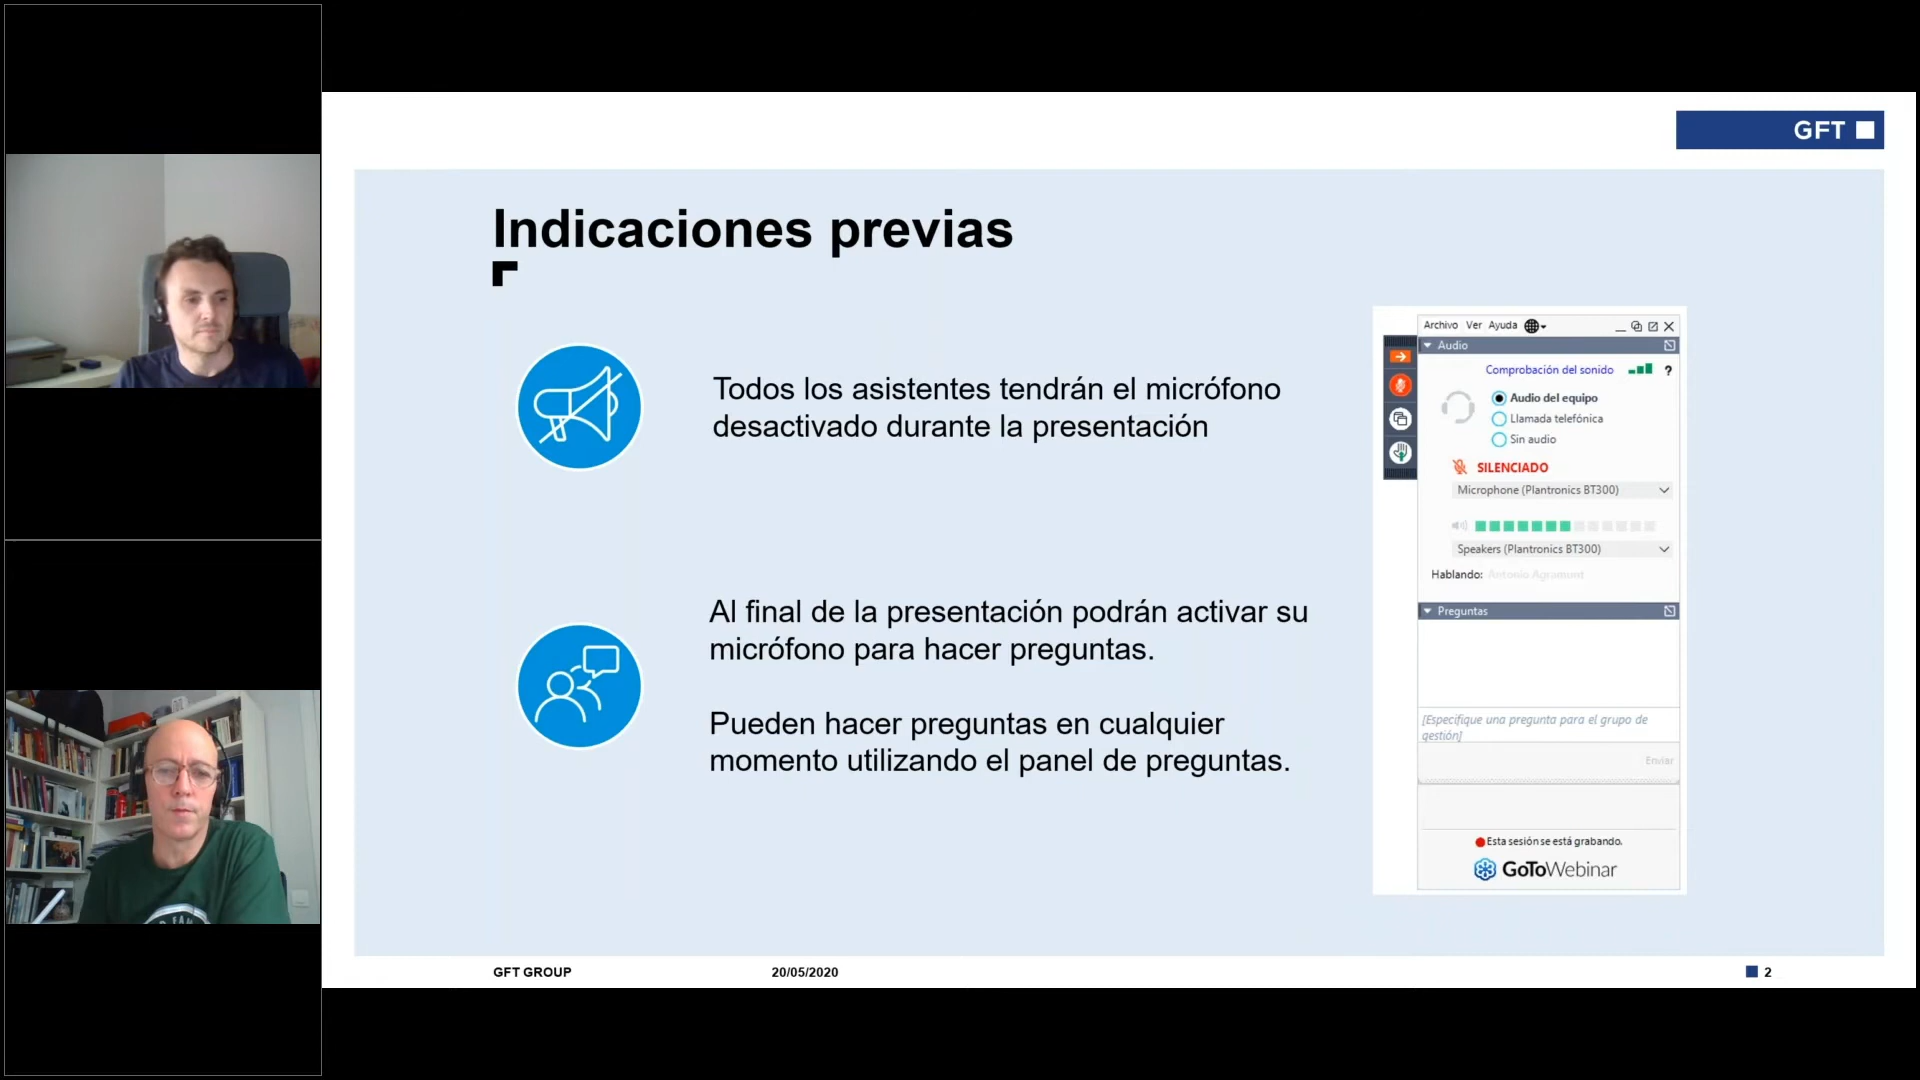 GFT
Indicaciones previas
Todos los asistentes tendrán el micrófono
desactivado durante la presentación
Al final de la presentación podrán activar su
micrófono para hacer preguntas.
Pueden hacer preguntas en cualquier
momento utilizando el panel de preguntas.
Archivo Ver Ayuda
Audio
Comprobación del sonido ?
Audio del equipo
Llamada telefónica
Sin audio
SILENCIADO
Microphone (Plantronics BT300)
Speakers (Plantronics BT300)
Hablando: Antonio Agramunt
Preguntas
[Especifique una pregunta para el grupo de
gestión]
Enviar
Esta sesión se está grabando.
GoToWebinar
GFT GROUP 20/05/2020 2